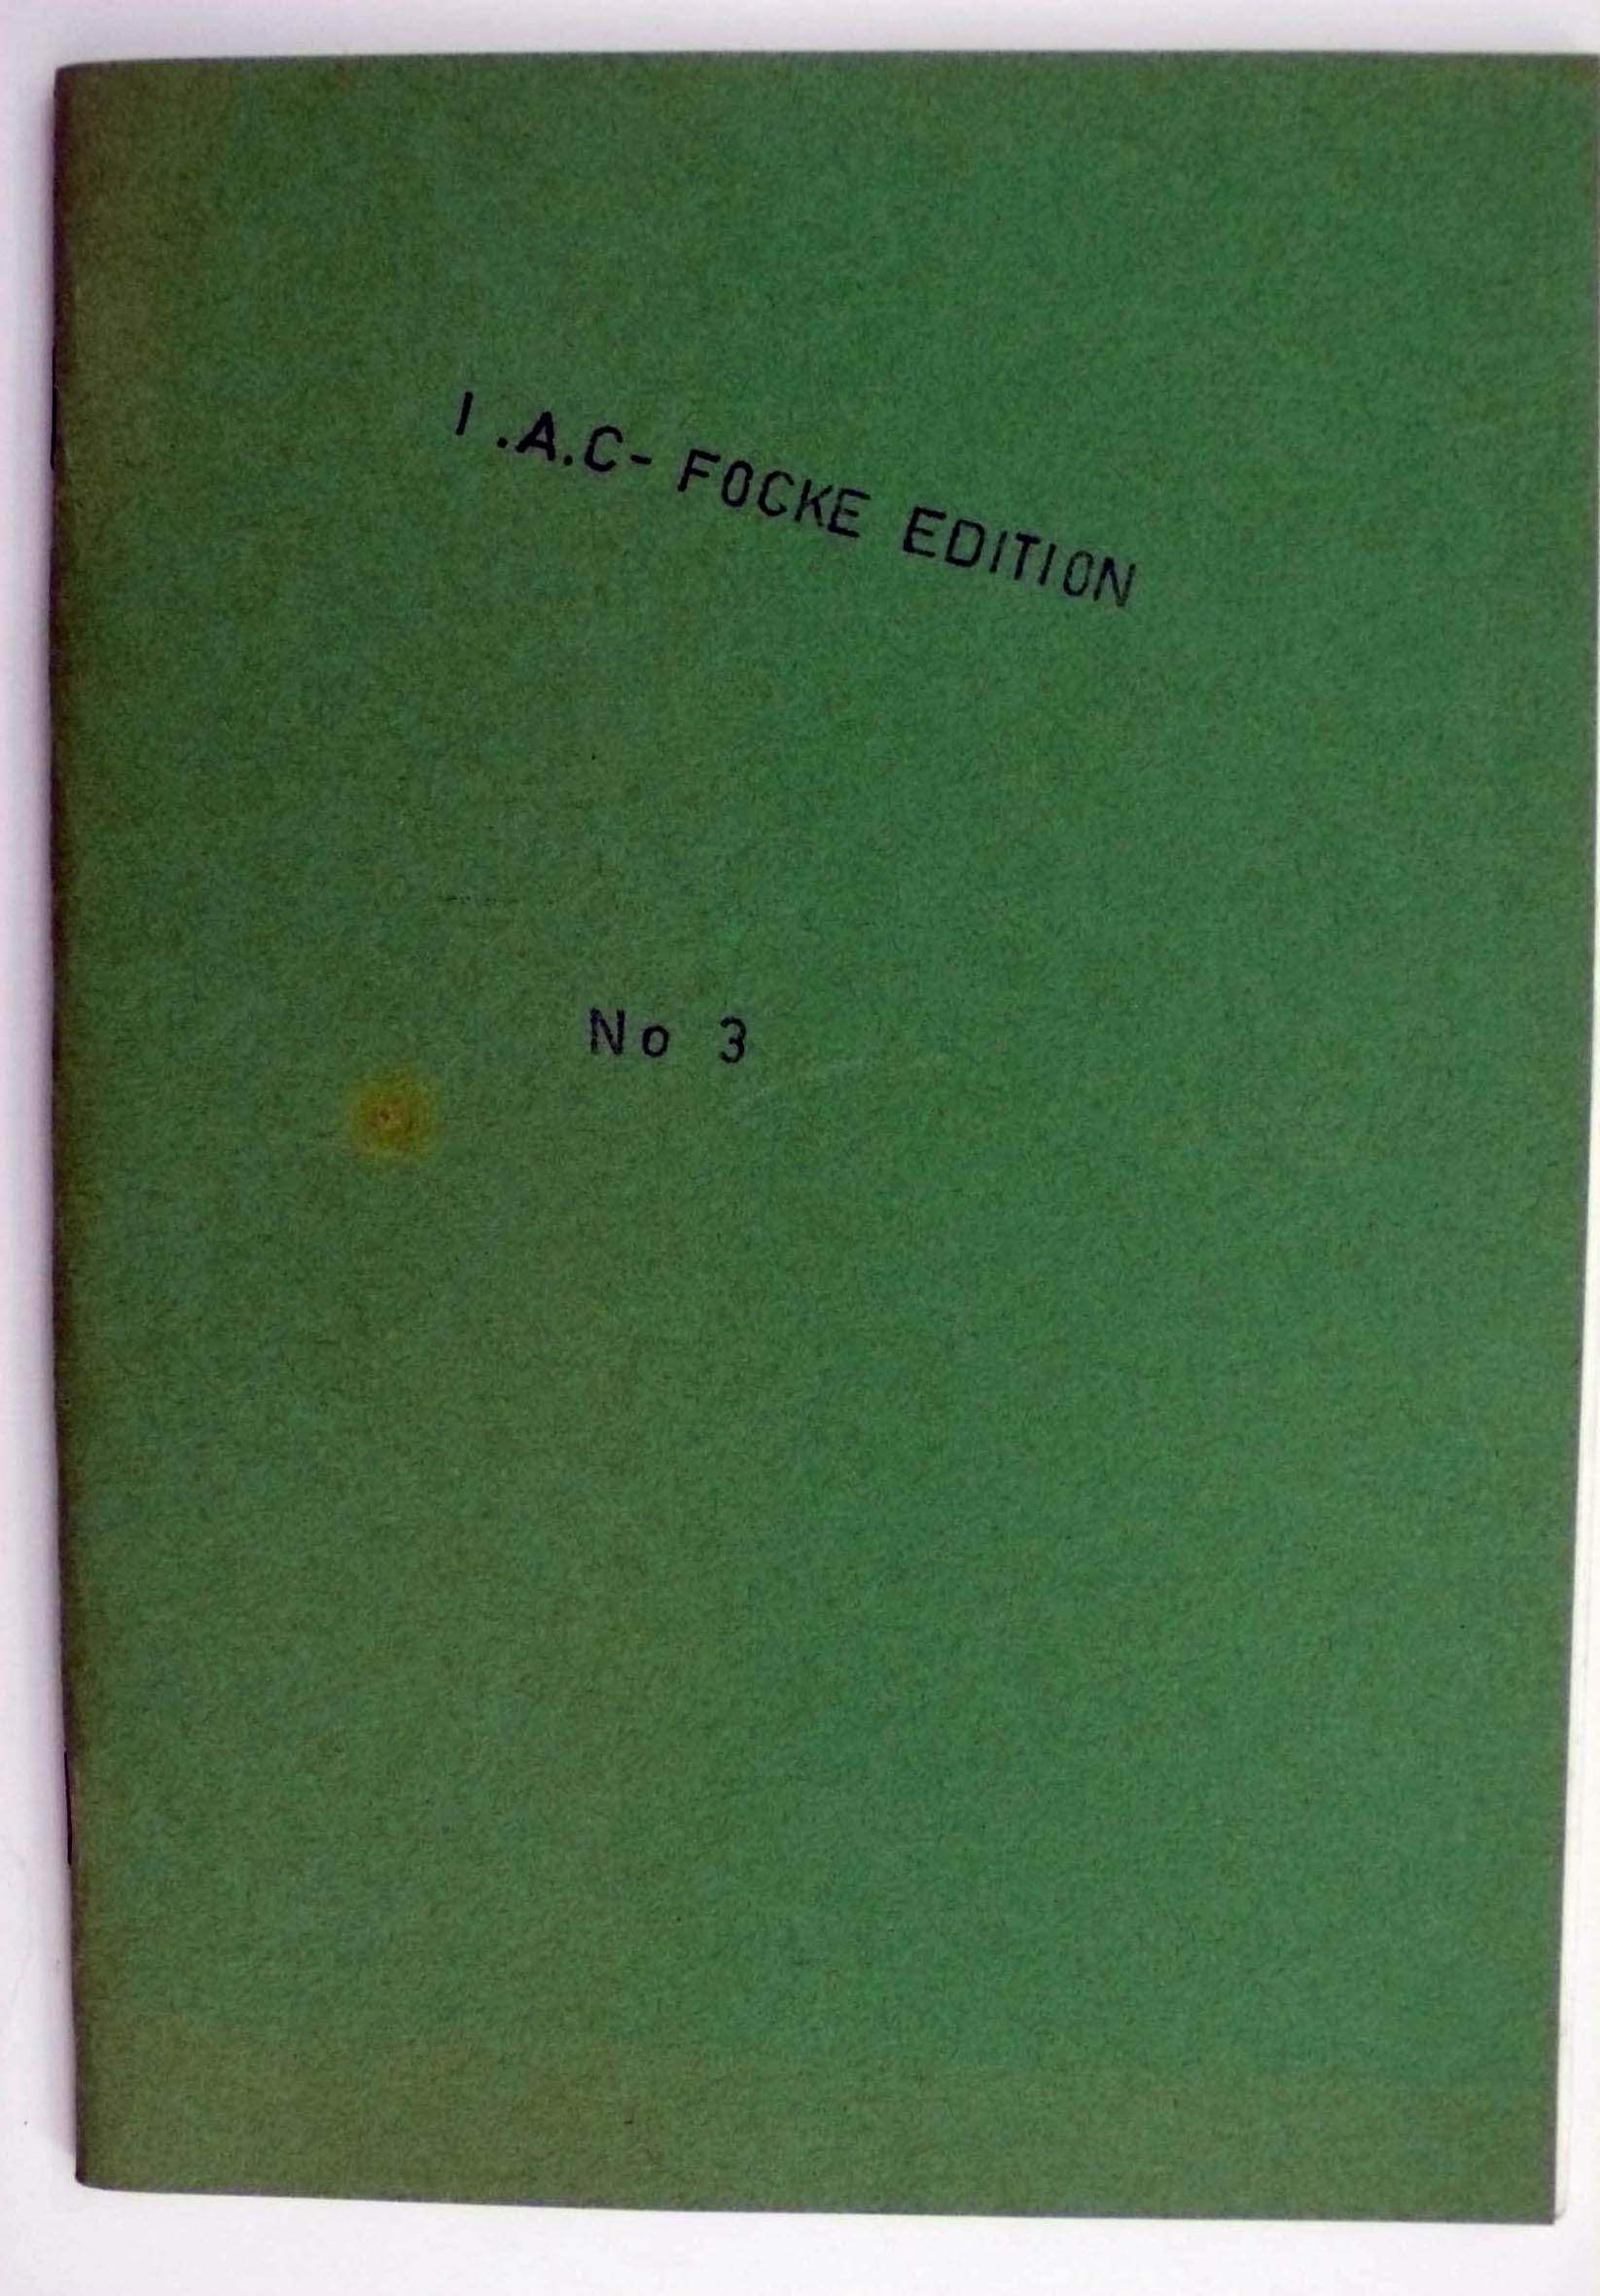 I.A.C- FOCKE EDITION
No 3